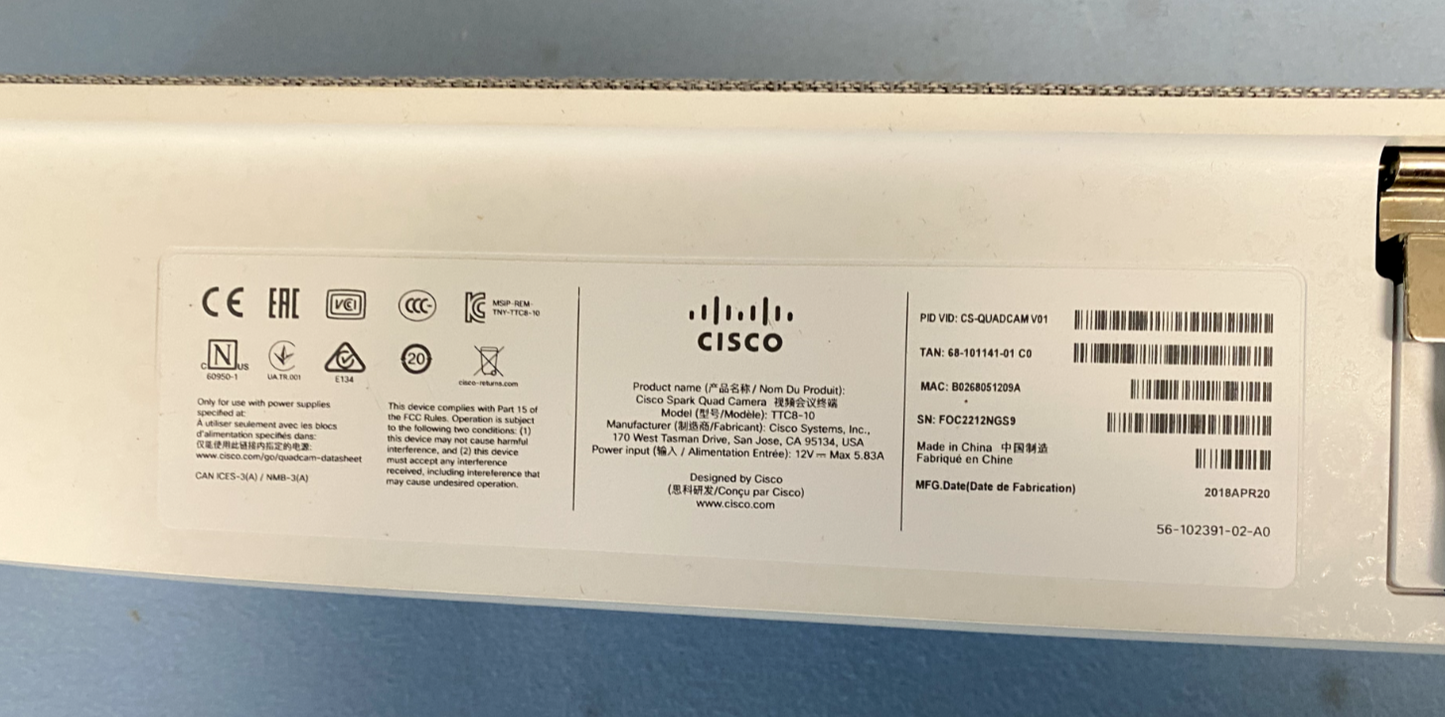 CE EAC VCI CCC MSIP-REM-
TNY-TTC8-10
c N us
60950-1
UA.TR.001
E134
20
cisco-returns.com
Only for use with power supplies
specified at:
A utiliser seulement avec les blocs
d'alimentation specifiés dans:
仅能使用此链接内指定的电源:
www.cisco.com/go/quadcam-datasheet
CAN ICES-3(A) / NMB-3(A)
This device complies with Part 15 of
the FCC Rules. Operation is subject
to the following two conditions: (1)
this device may not cause harmful
interference, and (2) this device
must accept any interference
received, including intereference that
may cause undesired operation.
CISCO
Product name (产品名称 / Nom Du Produit):
Cisco Spark Quad Camera 视频会议终端
Model (型号/Modèle): TTC8-10
Manufacturer (制造商/Fabricant): Cisco Systems, Inc.,
170 West Tasman Drive, San Jose, CA 95134, USA
Power input (输入 / Alimentation Entrée): 12V⎓ Max 5.83A
Designed by Cisco
(思科研发/Conçu par Cisco)
www.cisco.com
PID VID: CS-QUADCAM V01
TAN: 68-101141-01 C0
MAC: B0268051209A
SN: FOC2212NGS9
Made in China 中国制造
Fabriqué en Chine
MFG.Date(Date de Fabrication)
2018APR20
56-102391-02-A0